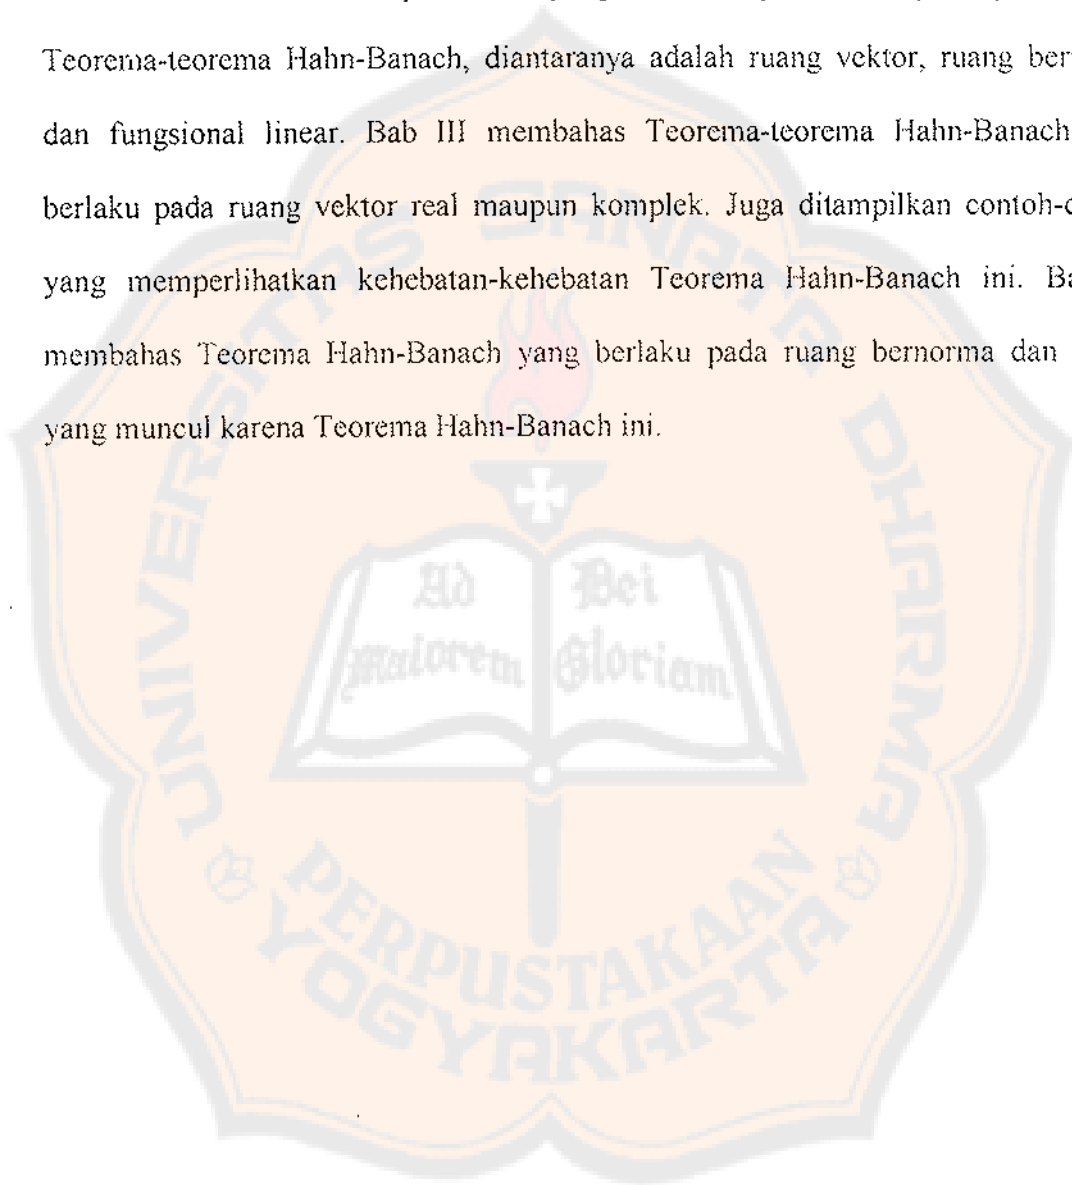 Teorema-teorema Hahn-Banach, diantaranya adalah ruang vektor, ruang ber
dan fungsional linear. Bab III membahas Teorema-teorema Hahn-Banach
berlaku pada ruang vektor real maupun komplek. Juga ditampilkan contoh-
yang memperlihatkan kehebatan-kehebatan Teorema Hahn-Banach ini. Ba
membahas Teorema Hahn-Banach yang berlaku pada ruang bernorma dan
yang muncul karena Teorema Hahn-Banach ini.
UNIVERSITAS SANATA DHARMA
Ad Dei
Maiorem Gloriam
PERPUSTAKAAN
YOGYAKARTA